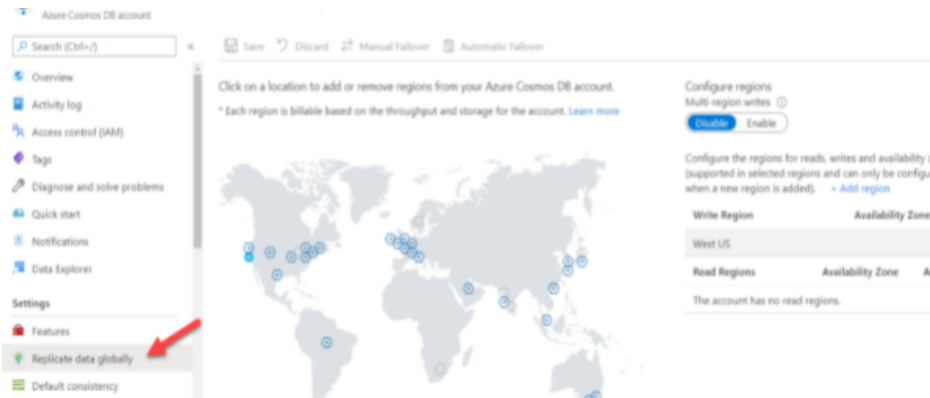 Azure Cosmos DB account
Search (Ctrl+/)
«
Save Discard Manual Failover Automatic Failover
Overview
Activity log
Access control (IAM)
Tags
Diagnose and solve problems
Quick start
Notifications
Data Explorer
Settings
Features
Replicate data globally
Default consistency
Click on a location to add or remove regions from your Azure Cosmos DB account.
* Each region is billable based on the throughput and storage for the account. Learn more
Configure regions
Multi-region writes
Disable Enable
Configure the regions for reads, writes and availability
(supported in selected regions and can only be configu
when a new region is added). + Add region
Write Region Availability Zone
West US
Read Regions Availability Zone A
The account has no read regions.